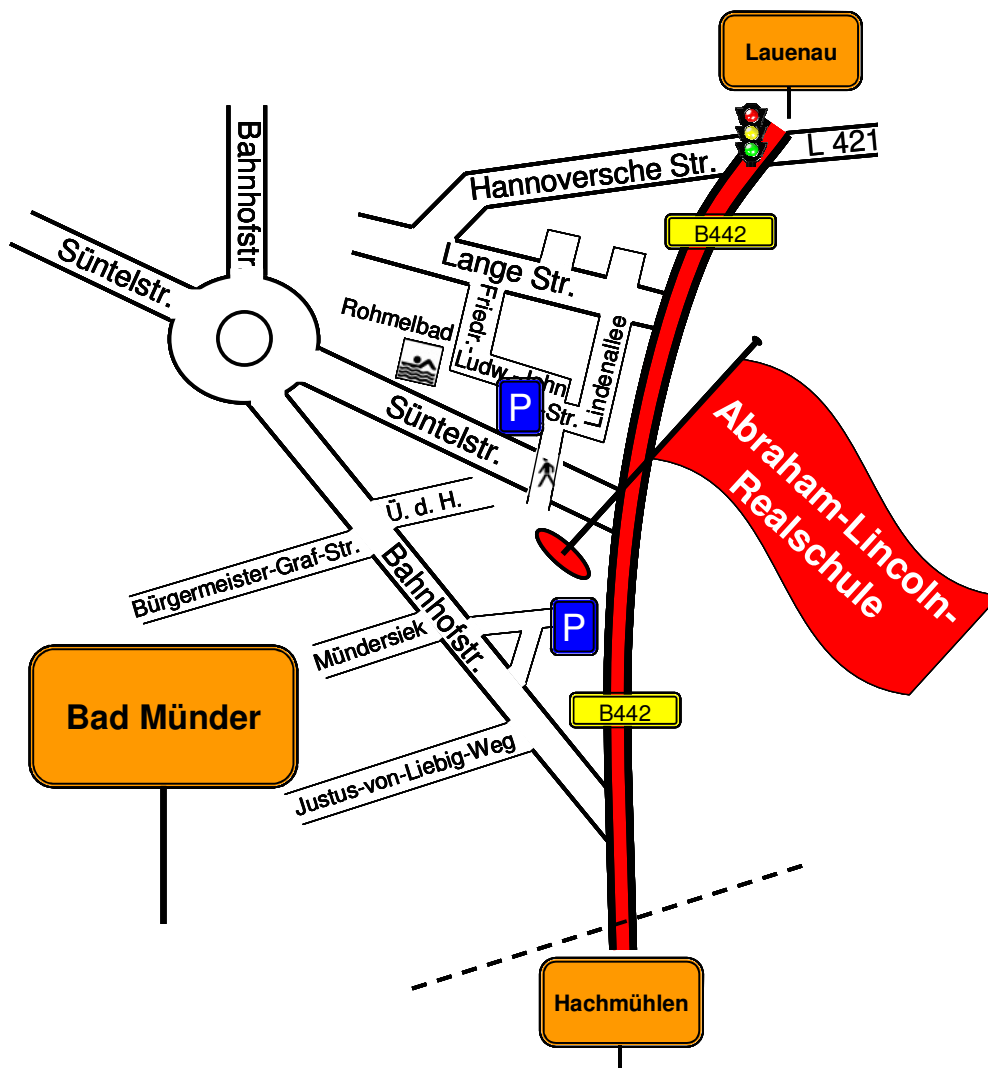 Lauenau
L 421
Hannoversche Str.
Bahnhofstr.
B442
Süntelstr.
Lange Str.
Friedr.-
Rohmelbad
Ludw.-Jahn
-Str.
Lindenallee
P
Süntelstr.
Abraham-Lincoln-
Realschule
Ü. d. H.
Bürgermeister-Graf-Str.
Bahnhofstr.
P
Mündersiek
Bad Münder
B442
Justus-von-Liebig-Weg
Hachmühlen